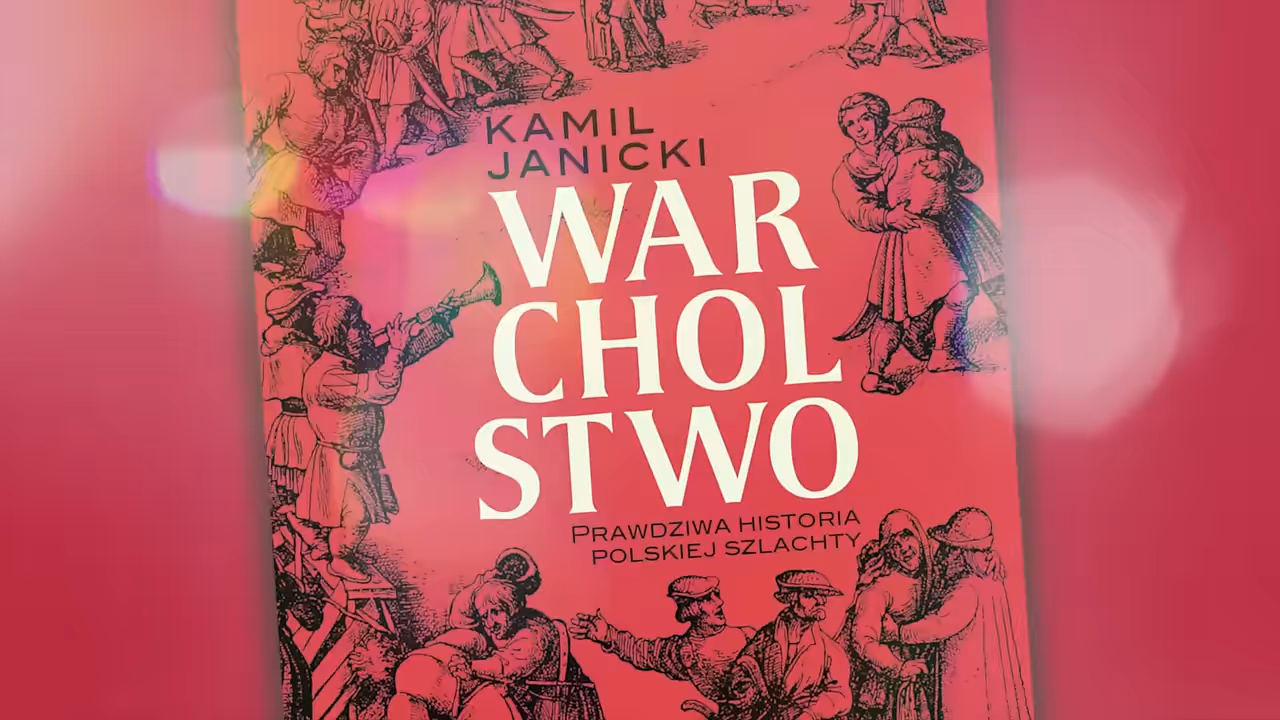 KAMIL
JANICKI
WAR
CHOL
STWO
PRAWDZIWA HISTORIA
POLSKIEJ SZLACHTY